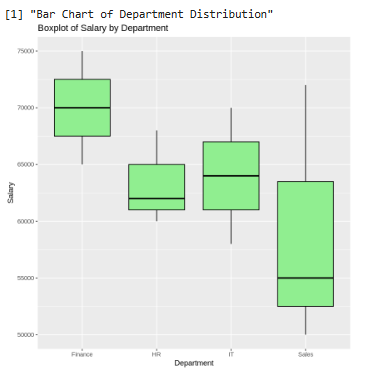 [1] "Bar Chart of Department Distribution"
Boxplot of Salary by Department
75000
70000
65000
60000
55000
50000
Salary
Finance HR IT Sales
Department